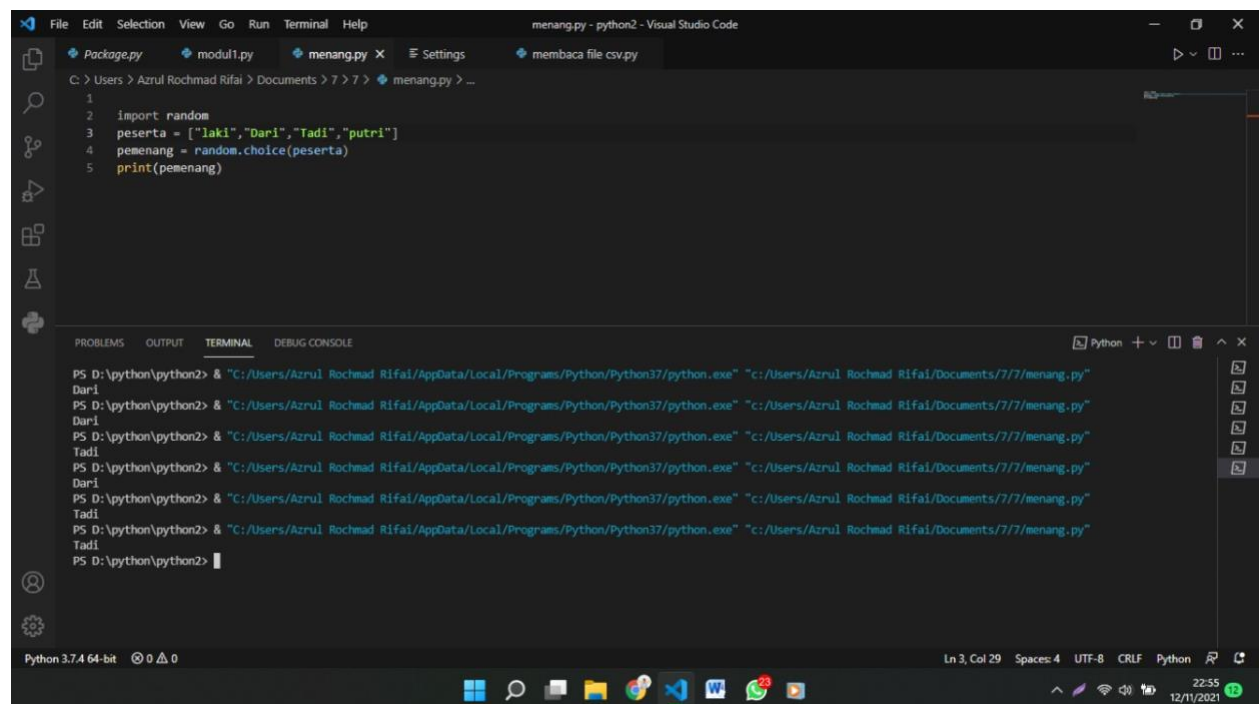 File Edit Selection View Go Run Terminal Help menang.py - python2 - Visual Studio Code
Package.py modul1.py menang.py Settings membaca file csv.py
C: > Users > Azrul Rochmad Rifai > Documents > 7 > 7 > menang.py > ...
1
2 import random
3 peserta = ["laki","Dari","Tadi","putri"]
4 pemenang = random.choice(peserta)
5 print(pemenang)
PROBLEMS OUTPUT TERMINAL DEBUG CONSOLE Python
PS D:\python\python2> & "C:/Users/Azrul Rochmad Rifai/AppData/Local/Programs/Python/Python37/python.exe" "c:/Users/Azrul Rochmad Rifai/Documents/7/7/menang.py"
Dari
PS D:\python\python2> & "C:/Users/Azrul Rochmad Rifai/AppData/Local/Programs/Python/Python37/python.exe" "c:/Users/Azrul Rochmad Rifai/Documents/7/7/menang.py"
Dari
PS D:\python\python2> & "C:/Users/Azrul Rochmad Rifai/AppData/Local/Programs/Python/Python37/python.exe" "c:/Users/Azrul Rochmad Rifai/Documents/7/7/menang.py"
Tadi
PS D:\python\python2> & "C:/Users/Azrul Rochmad Rifai/AppData/Local/Programs/Python/Python37/python.exe" "c:/Users/Azrul Rochmad Rifai/Documents/7/7/menang.py"
Dari
PS D:\python\python2> & "C:/Users/Azrul Rochmad Rifai/AppData/Local/Programs/Python/Python37/python.exe" "c:/Users/Azrul Rochmad Rifai/Documents/7/7/menang.py"
Tadi
PS D:\python\python2> & "C:/Users/Azrul Rochmad Rifai/AppData/Local/Programs/Python/Python37/python.exe" "c:/Users/Azrul Rochmad Rifai/Documents/7/7/menang.py"
Tadi
PS D:\python\python2>
Python 3.7.4 64-bit 0 0 Ln 3, Col 29 Spaces: 4 UTF-8 CRLF Python
23 22:55
12/11/2021 12